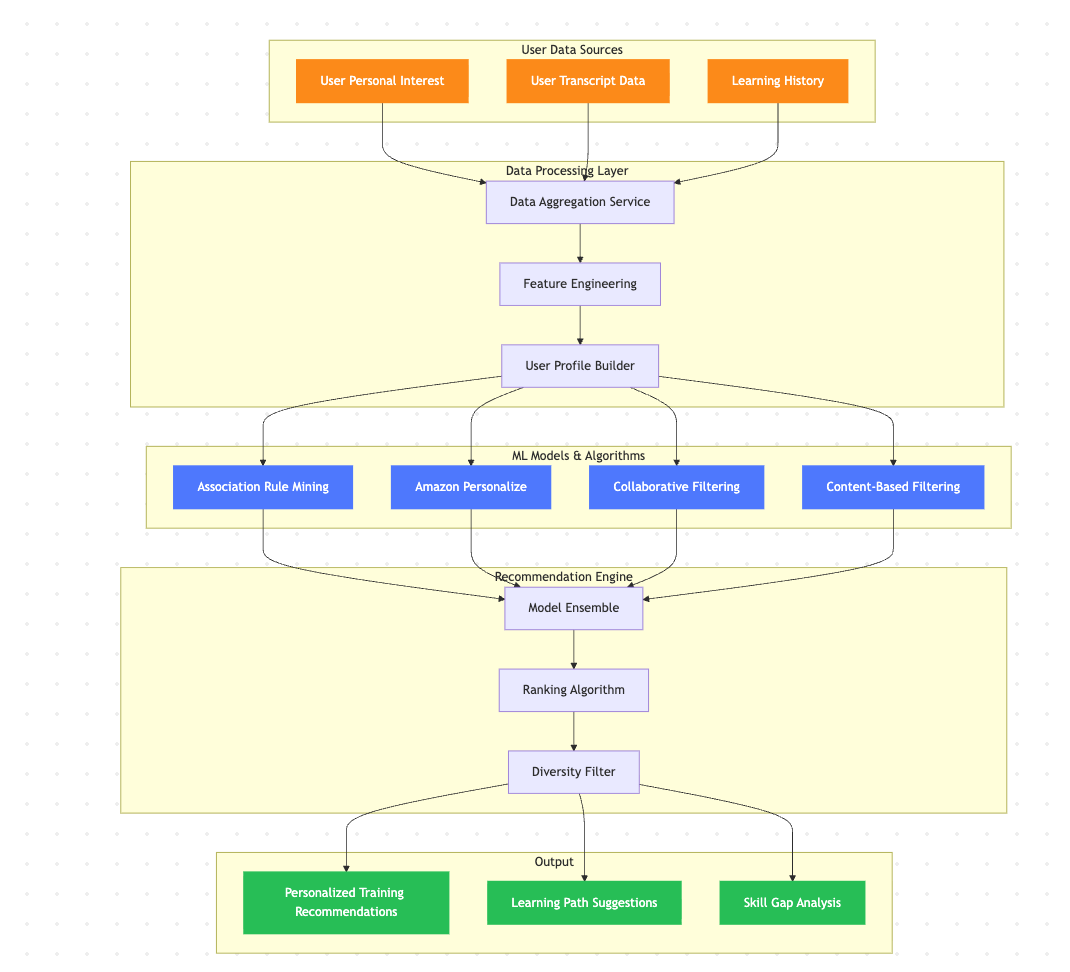 User Data Sources
User Personal Interest
User Transcript Data
Learning History
Data Processing Layer
Data Aggregation Service
Feature Engineering
User Profile Builder
ML Models & Algorithms
Association Rule Mining
Amazon Personalize
Collaborative Filtering
Content-Based Filtering
Recommendation Engine
Model Ensemble
Ranking Algorithm
Diversity Filter
Output
Personalized Training
Recommendations
Learning Path Suggestions
Skill Gap Analysis